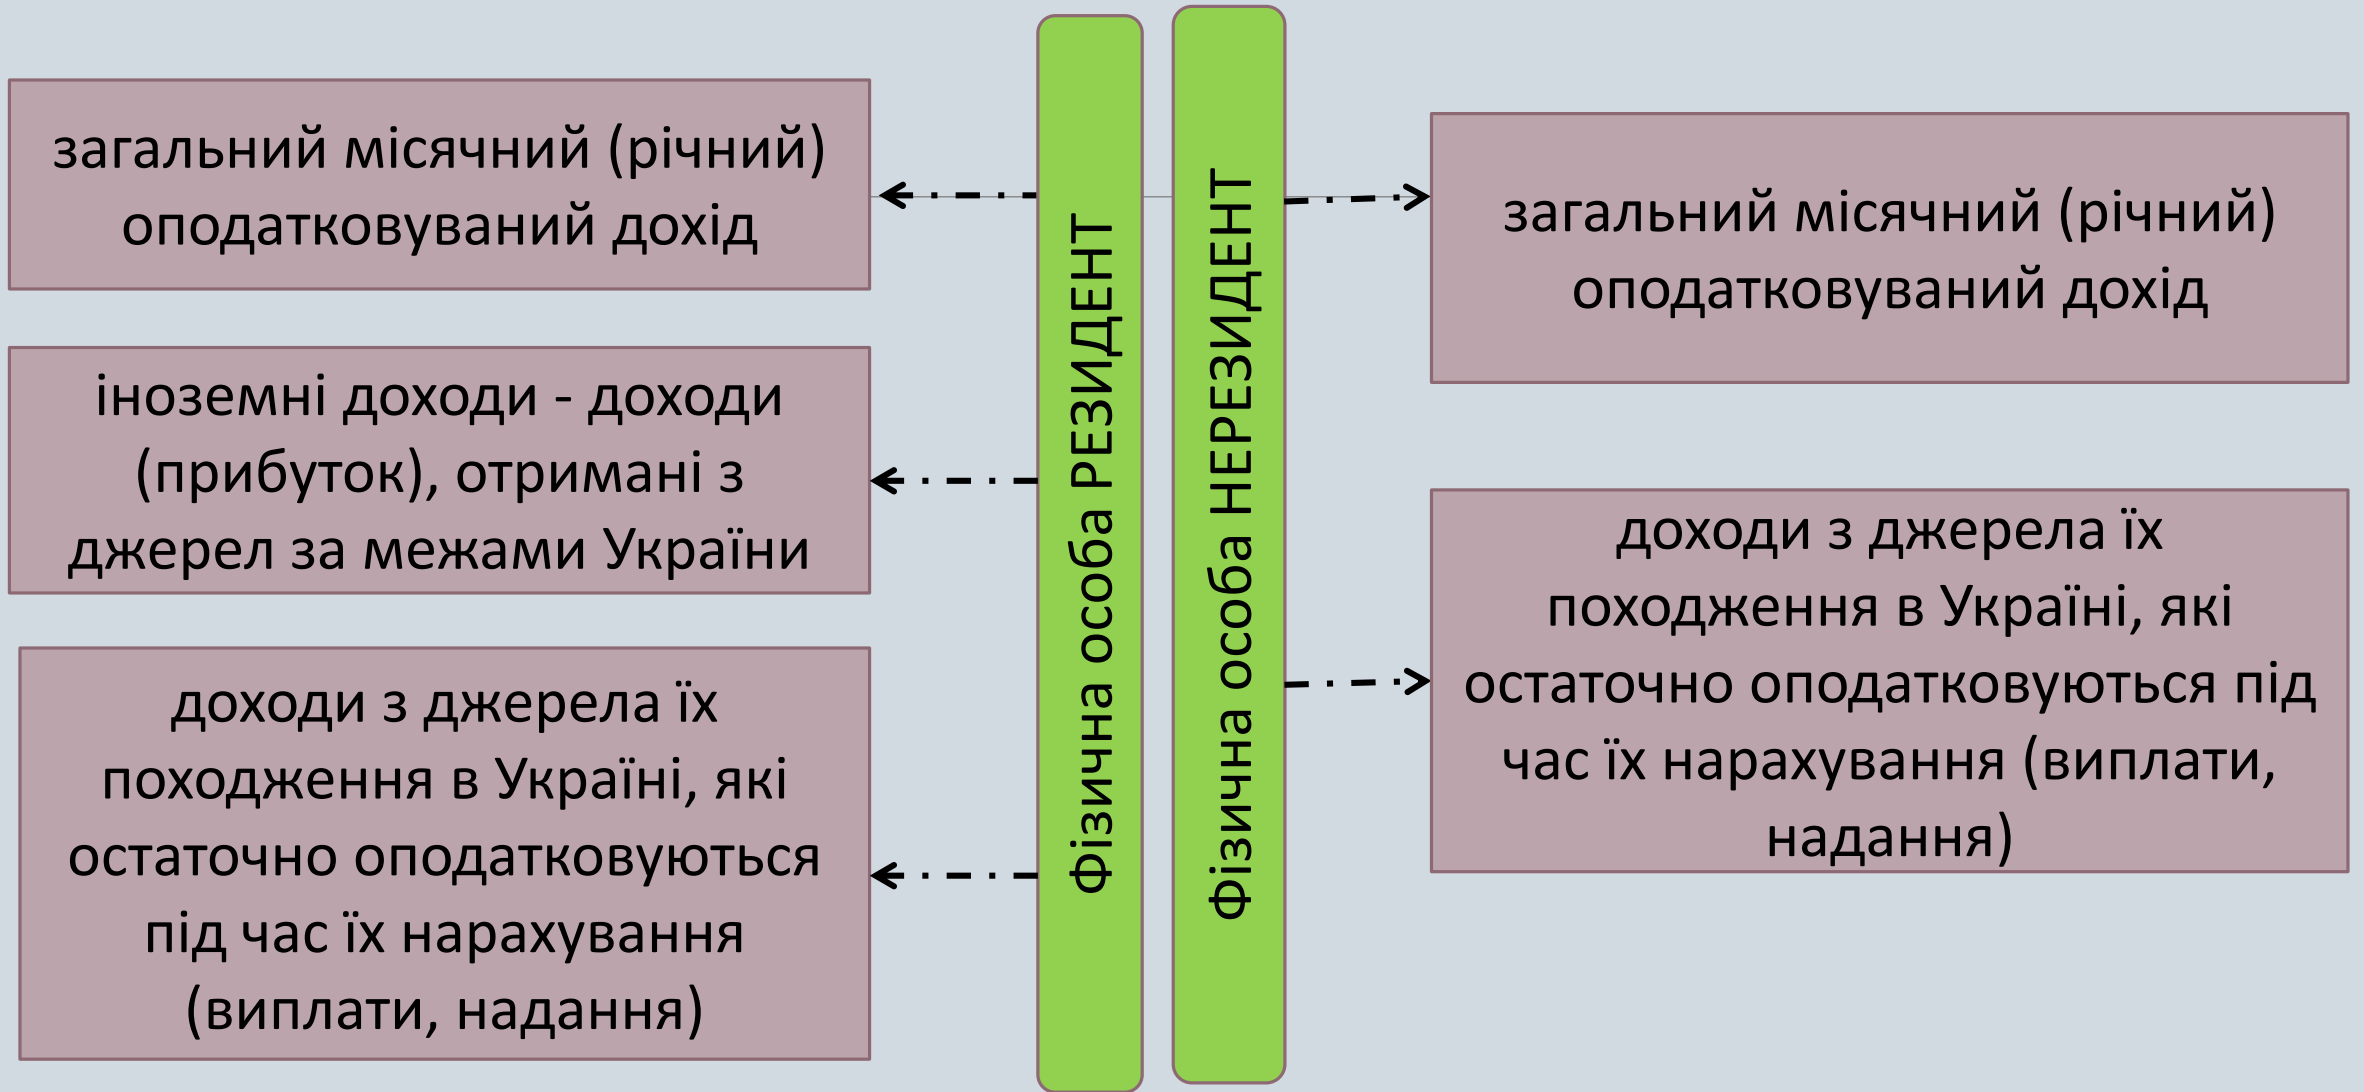 загальний місячний (річний)
оподатковуваний дохід
іноземні доходи - доходи
(прибуток), отримані з
джерел за межами України
доходи з джерела їх
походження в Україні, які
остаточно оподатковуються
під час їх нарахування
(виплати, надання)
Фізична особа РЕЗИДЕНТ
Фізична особа НЕРЕЗИДЕНТ
загальний місячний (річний)
оподатковуваний дохід
доходи з джерела їх
походження в Україні, які
остаточно оподатковуються під
час їх нарахування (виплати,
надання)